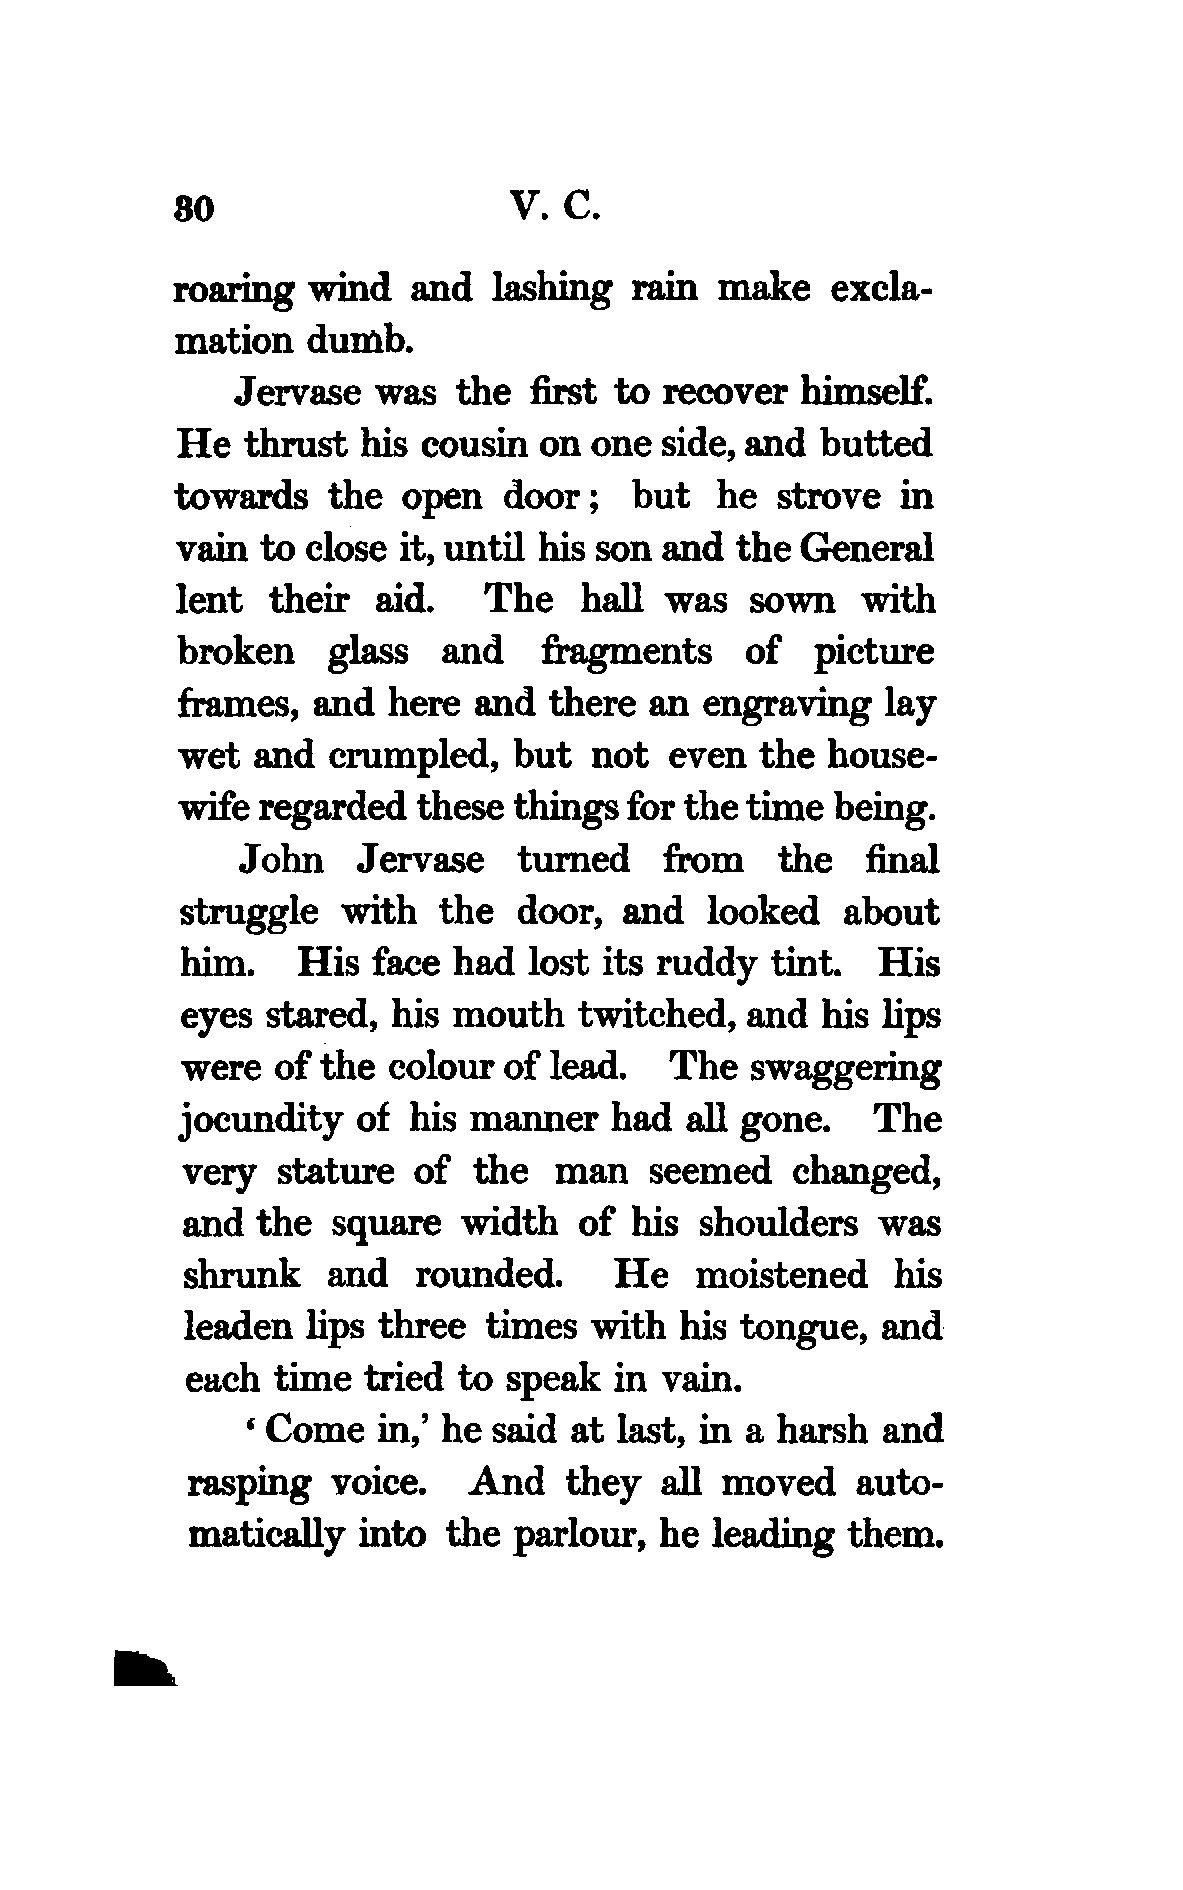 30 V. C.
roaring wind and lashing rain make excla-
mation dumb.
Jervase was the first to recover himself.
He thrust his cousin on one side, and butted
towards the open door; but he strove in
vain to close it, until his son and the General
lent their aid. The hall was sown with
broken glass and fragments of picture
frames, and here and there an engraving lay
wet and crumpled, but not even the house-
wife regarded these things for the time being.
John Jervase turned from the final
struggle with the door, and looked about
him. His face had lost its ruddy tint. His
eyes stared, his mouth twitched, and his lips
were of the colour of lead. The swaggering
jocundity of his manner had all gone. The
very stature of the man seemed changed,
and the square width of his shoulders was
shrunk and rounded. He moistened his
leaden lips three times with his tongue, and
each time tried to speak in vain.
‘Come in,’ he said at last, in a harsh and
rasping voice. And they all moved auto-
matically into the parlour, he leading them.